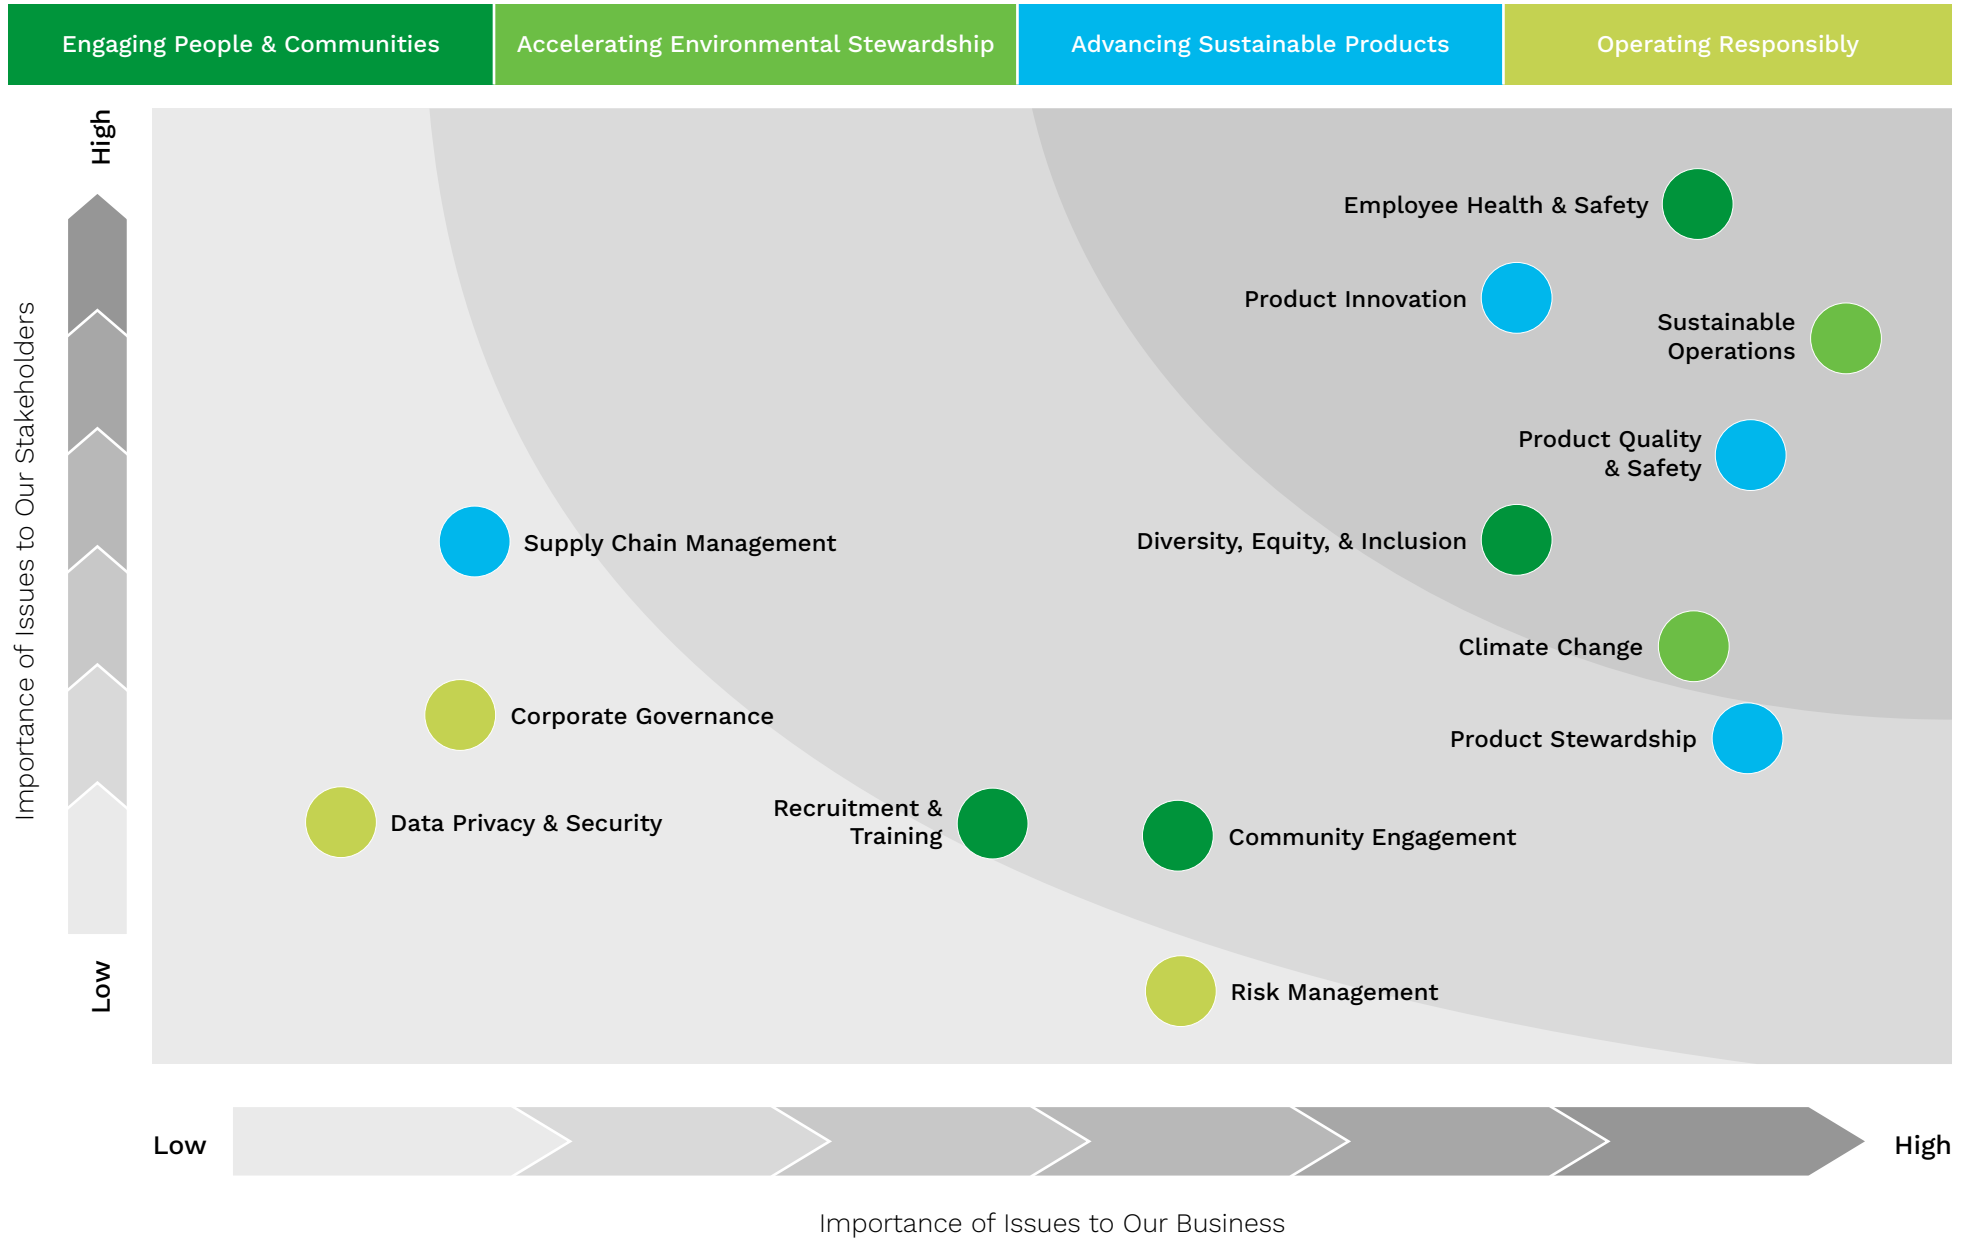 Engaging People & Communities
Accelerating Environmental Stewardship
Advancing Sustainable Products
Operating Responsibly
High
Importance of Issues to Our Stakeholders
Low
Employee Health & Safety
Product Innovation
Sustainable
Operations
Product Quality
& Safety
Supply Chain Management
Diversity, Equity, & Inclusion
Climate Change
Corporate Governance
Product Stewardship
Data Privacy & Security
Recruitment &
Training
Community Engagement
Risk Management
Low
High
Importance of Issues to Our Business